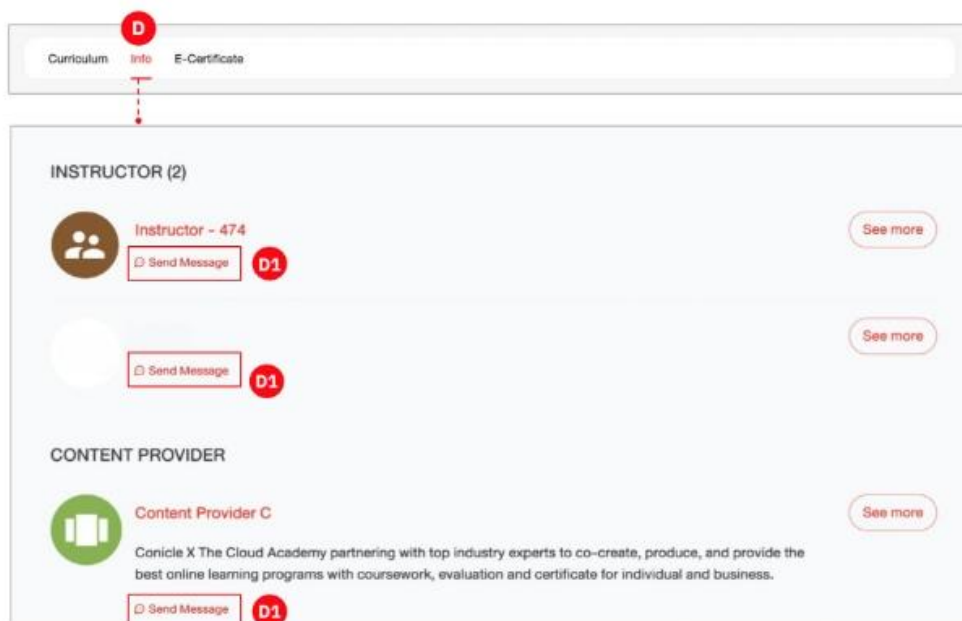 D
Curriculum Info E-Certificate
INSTRUCTOR (2)
Instructor - 474
See more
Send Message D1
See more
Send Message D1
CONTENT PROVIDER
Content Provider C
See more
Conicle X The Cloud Academy partnering with top industry experts to co-create, produce, and provide the
best online learning programs with coursework, evaluation and certificate for individual and business.
Send Message D1